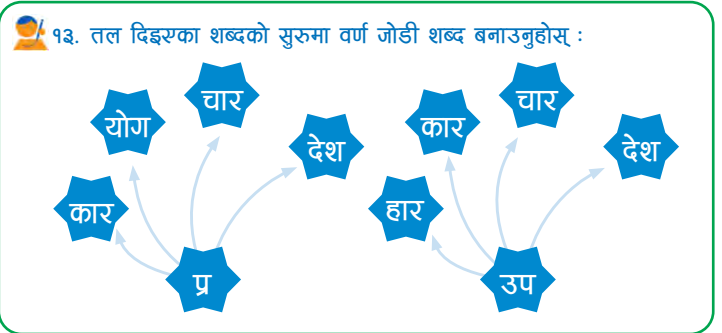 १३. तल दिइएका शब्दको सुरुमा वर्ण जोडी शब्द बनाउनुहोस् :
चार
चार
योग
कार
देश
देश
कार
हार
प्र
उप